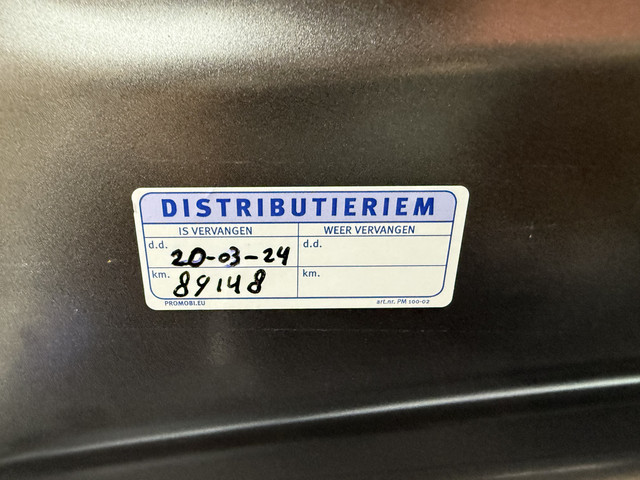 DISTRIBUTIERIEM
IS VERVANGEN WEER VERVANGEN
d.d. 20-03-24 d.d.
km. 89148 km.
PROMOBI.EU art.nr. PM 100-02